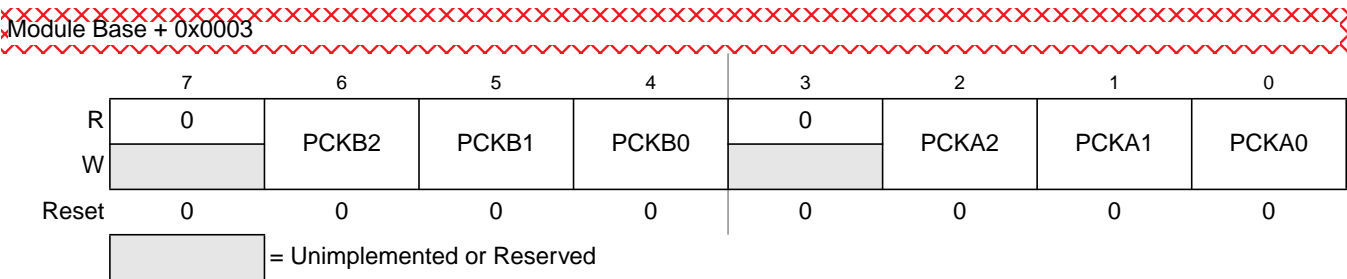 Module Base + 0x0003
7 6 5 4 3 2 1 0
R 0 PCKB2 PCKB1 PCKB0 0 PCKA2 PCKA1 PCKA0
W
Reset 0 0 0 0 0 0 0 0
= Unimplemented or Reserved